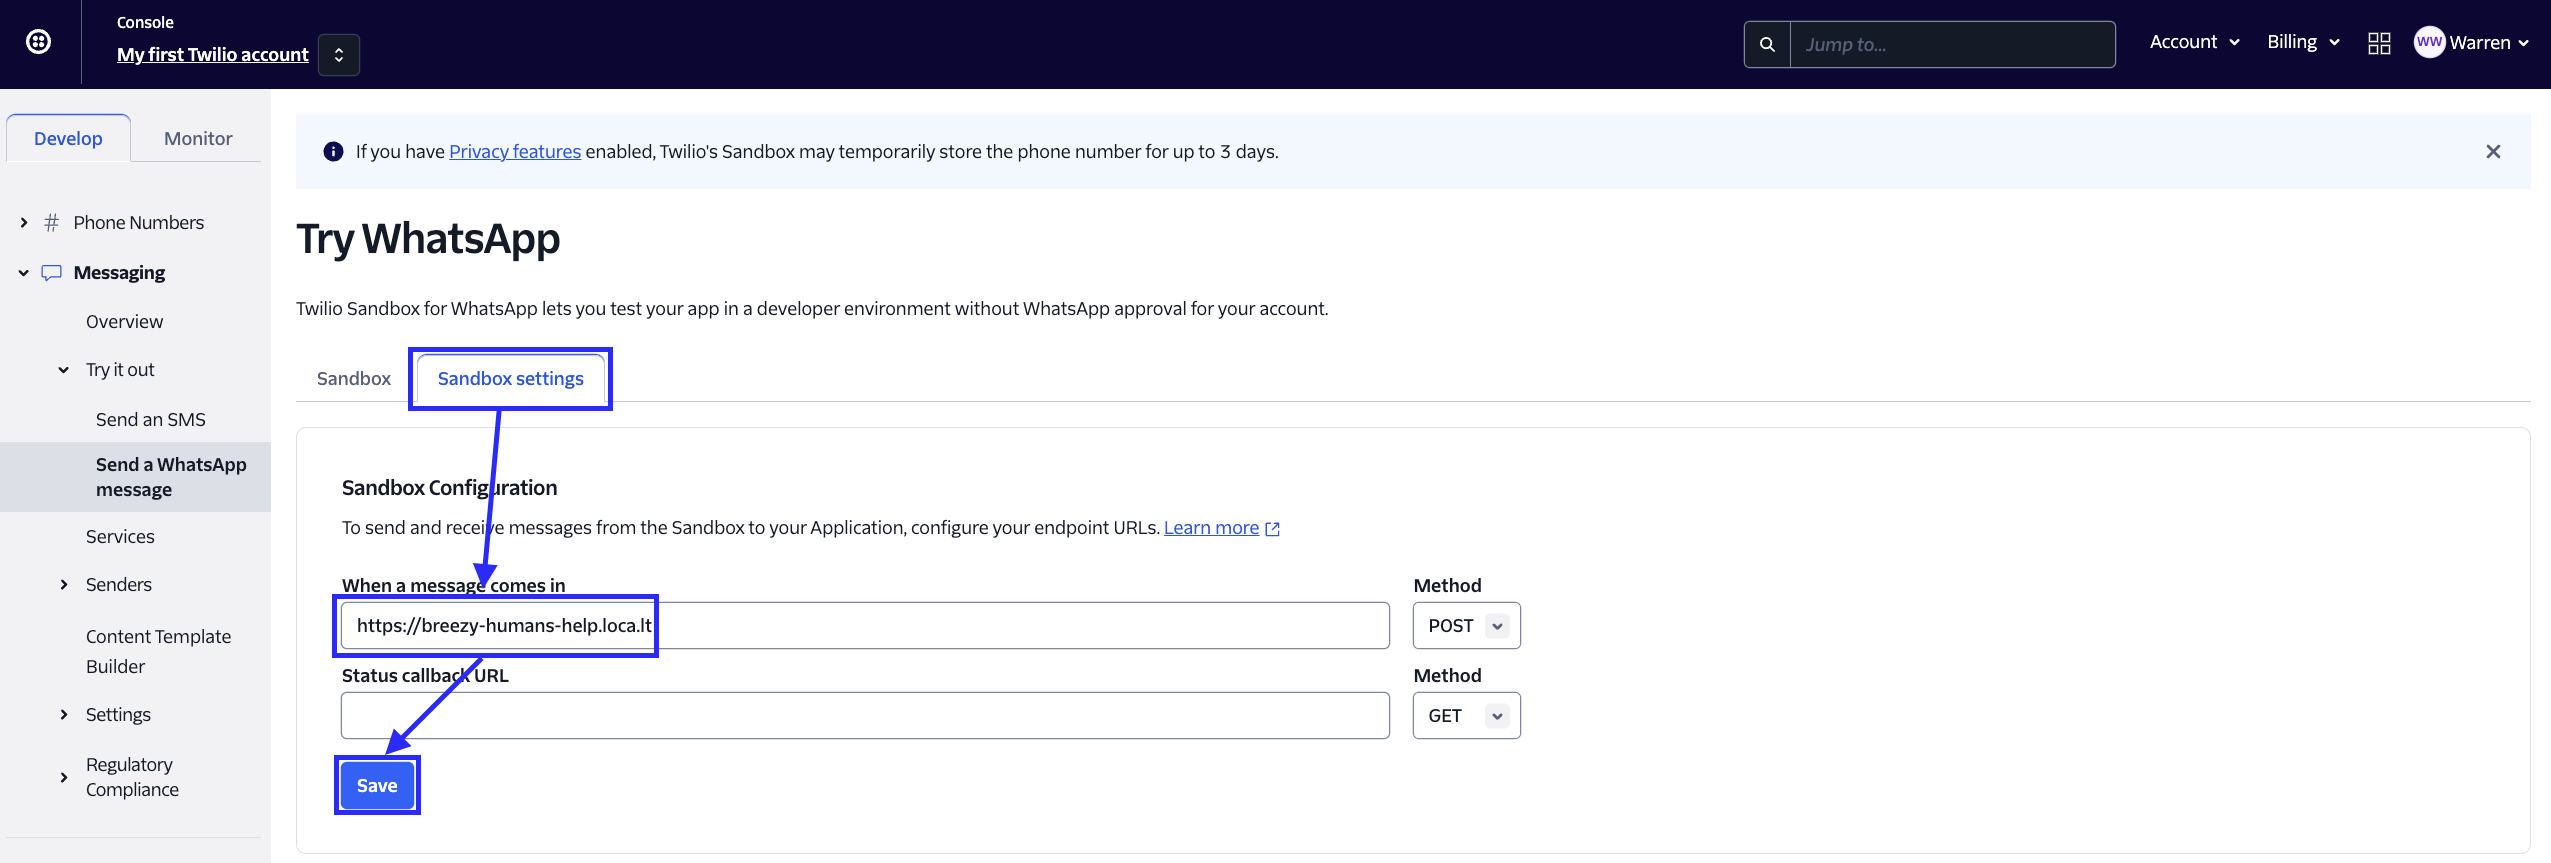 Console
My first Twilio account
Jump to...
Account
Billing
WW
Warren
Develop
Monitor
Phone Numbers
Messaging
Overview
Try it out
Send an SMS
Send a WhatsApp
message
Services
Senders
Content Template
Builder
Settings
Regulatory
Compliance
If you have Privacy features enabled, Twilio's Sandbox may temporarily store the phone number for up to 3 days.
Try WhatsApp
Twilio Sandbox for WhatsApp lets you test your app in a developer environment without WhatsApp approval for your account.
Sandbox
Sandbox settings
Sandbox Configuration
To send and receive messages from the Sandbox to your Application, configure your endpoint URLs. Learn more
When a message comes in
Method
https://breezy-humans-help.loca.lt
POST
Status callback URL
Method
GET
Save